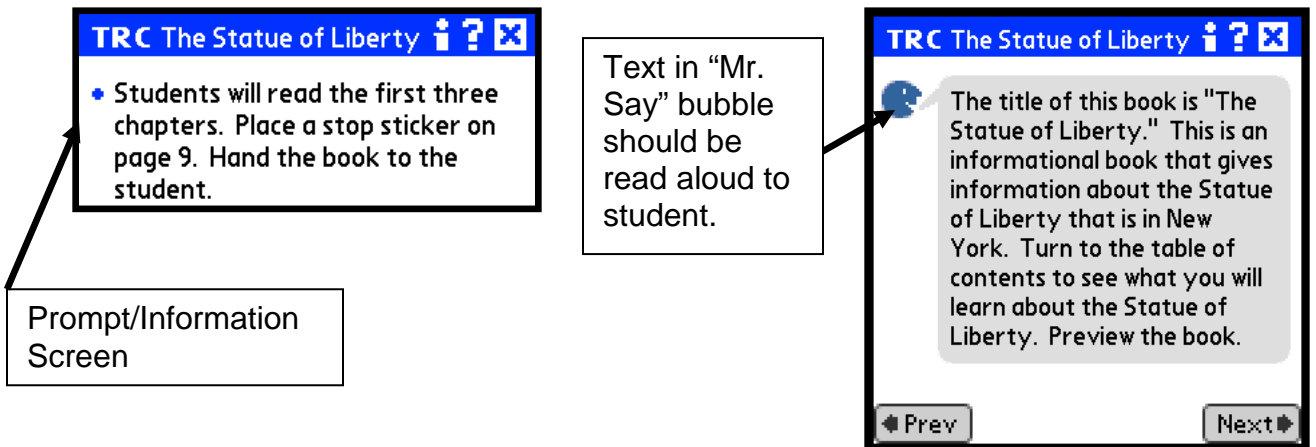 TRC The Statue of Liberty i ? X
• Students will read the first three
chapters. Place a stop sticker on
page 9. Hand the book to the
student.
Prompt/Information
Screen
Text in “Mr.
Say” bubble
should be
read aloud to
student.
TRC The Statue of Liberty i ? X
The title of this book is "The
Statue of Liberty." This is an
informational book that gives
information about the Statue
of Liberty that is in New
York. Turn to the table of
contents to see what you will
learn about the Statue of
Liberty. Preview the book.
Prev
Next